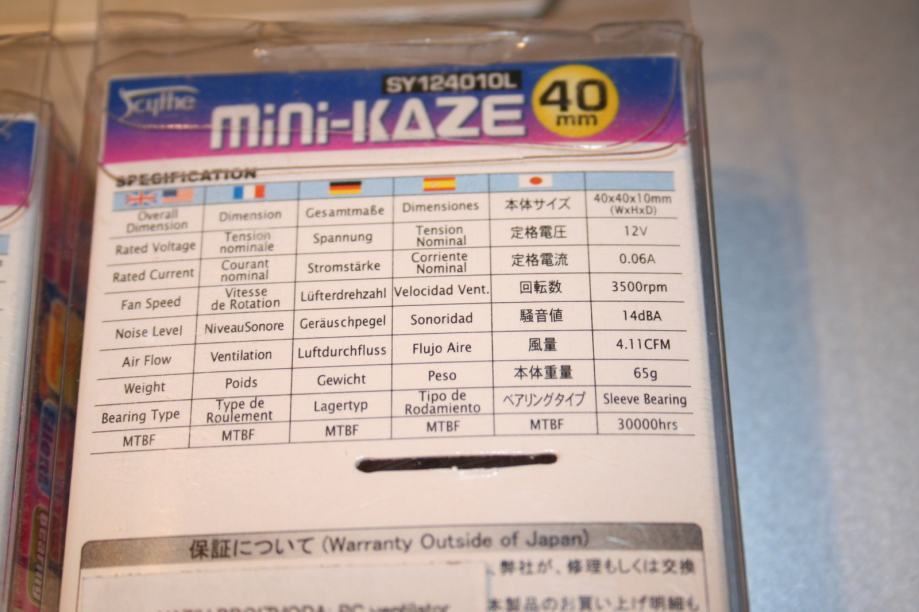 Scythe
SY124010L
mini-KAZE
40
mm
SPECIFICATION
Overall Dimension Dimension Gesamtmaße Dimensiones 本体サイズ 40x40x10mm (WxHxD)
Rated Voltage Tension nominale Spannung Tension Nominal 定格電圧 12V
Rated Current Courant nominal Stromstärke Corriente Nominal 定格電流 0.06A
Fan Speed Vitesse de Rotation Lüfterdrehzahl Velocidad Vent. 回転数 3500rpm
Noise Level NiveauSonore Geräuschpegel Sonoridad 騒音値 14dBA
Air Flow Ventilation Luftdurchfluss Flujo Aire 風量 4.11CFM
Weight Poids Gewicht Peso 本体重量 65g
Bearing Type Type de Roulement Lagertyp Tipo de Rodamiento ベアリングタイプ Sleeve Bearing
MTBF MTBF MTBF MTBF MTBF 30000hrs
保証について (Warranty Outside of Japan)
、弊社が、修理もしくは交換
本製品のお買い上げ明細も
PC ventilator